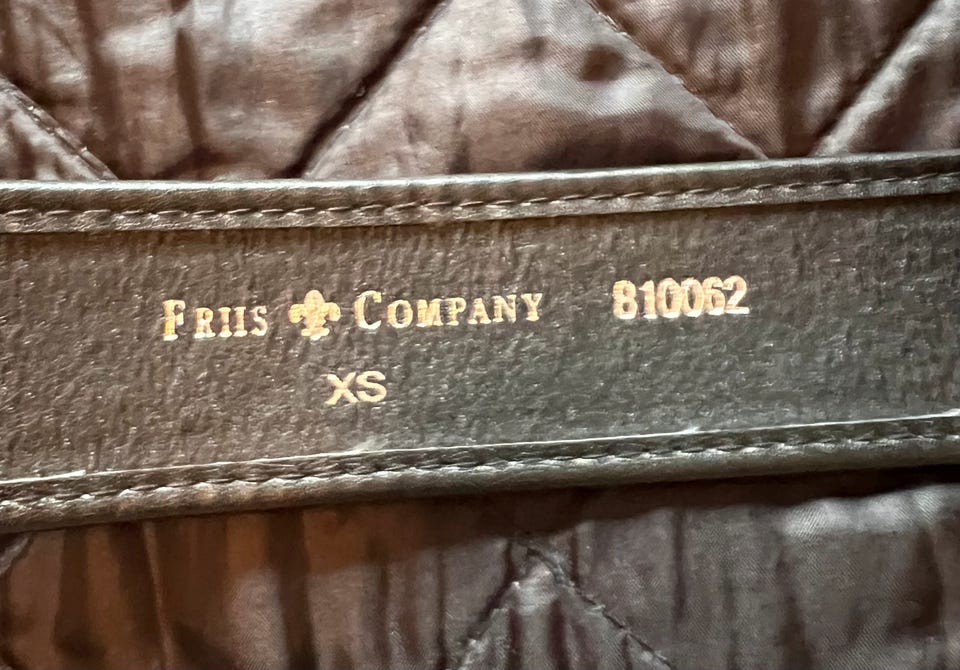 FRIIS COMPANY 810062
XS